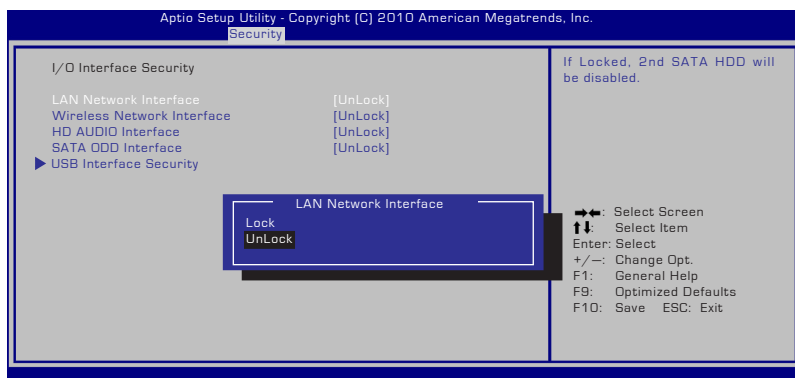 Aptio Setup Utility - Copyright (C) 2010 American Megatrends, Inc.
Security
I/O Interface Security
LAN Network Interface [UnLock]
Wireless Network Interface [UnLock]
HD AUDIO Interface [UnLock]
SATA ODD Interface [UnLock]
USB Interface Security
LAN Network Interface
Lock
UnLock
If Locked, 2nd SATA HDD will
be disabled.
→←: Select Screen
↑↓: Select Item
Enter: Select
+/—: Change Opt.
F1: General Help
F9: Optimized Defaults
F10: Save ESC: Exit